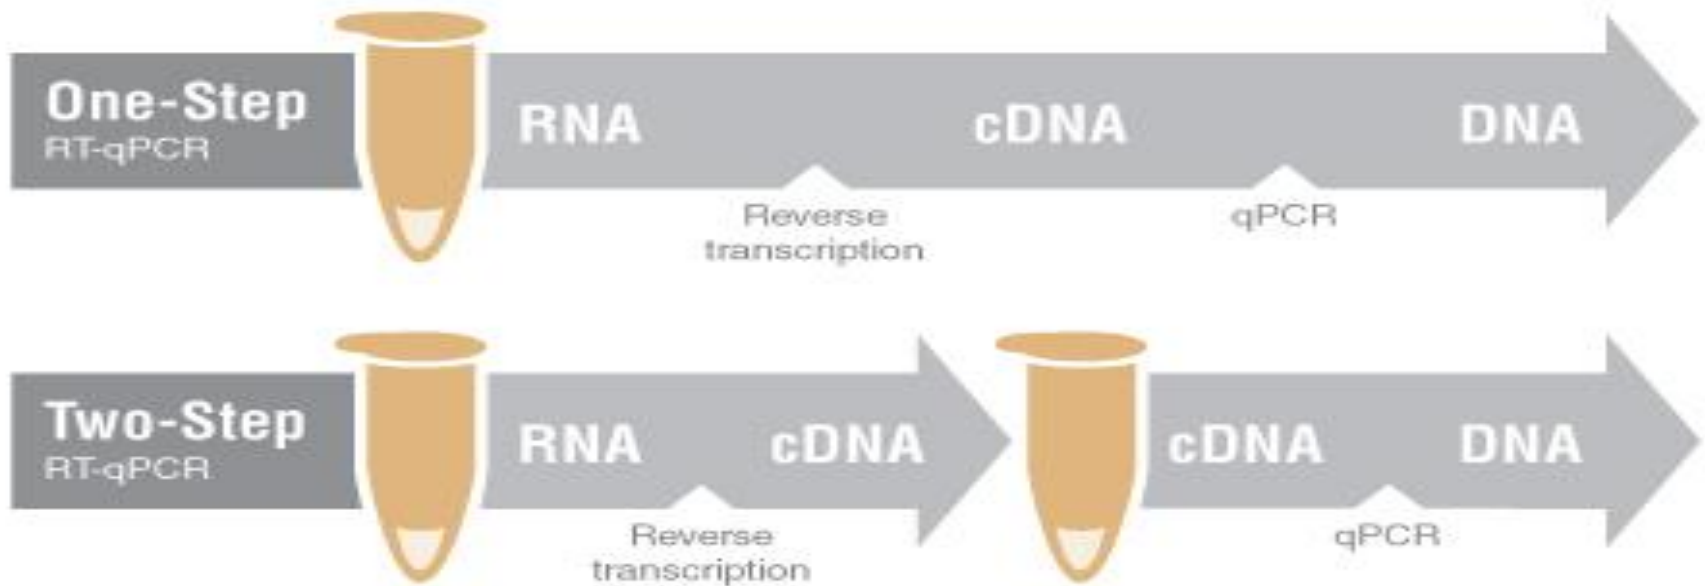 One-Step
RT-qPCR
RNA
cDNA
DNA
Reverse
transcription
qPCR
Two-Step
RT-qPCR
RNA
cDNA
cDNA
DNA
Reverse
transcription
qPCR